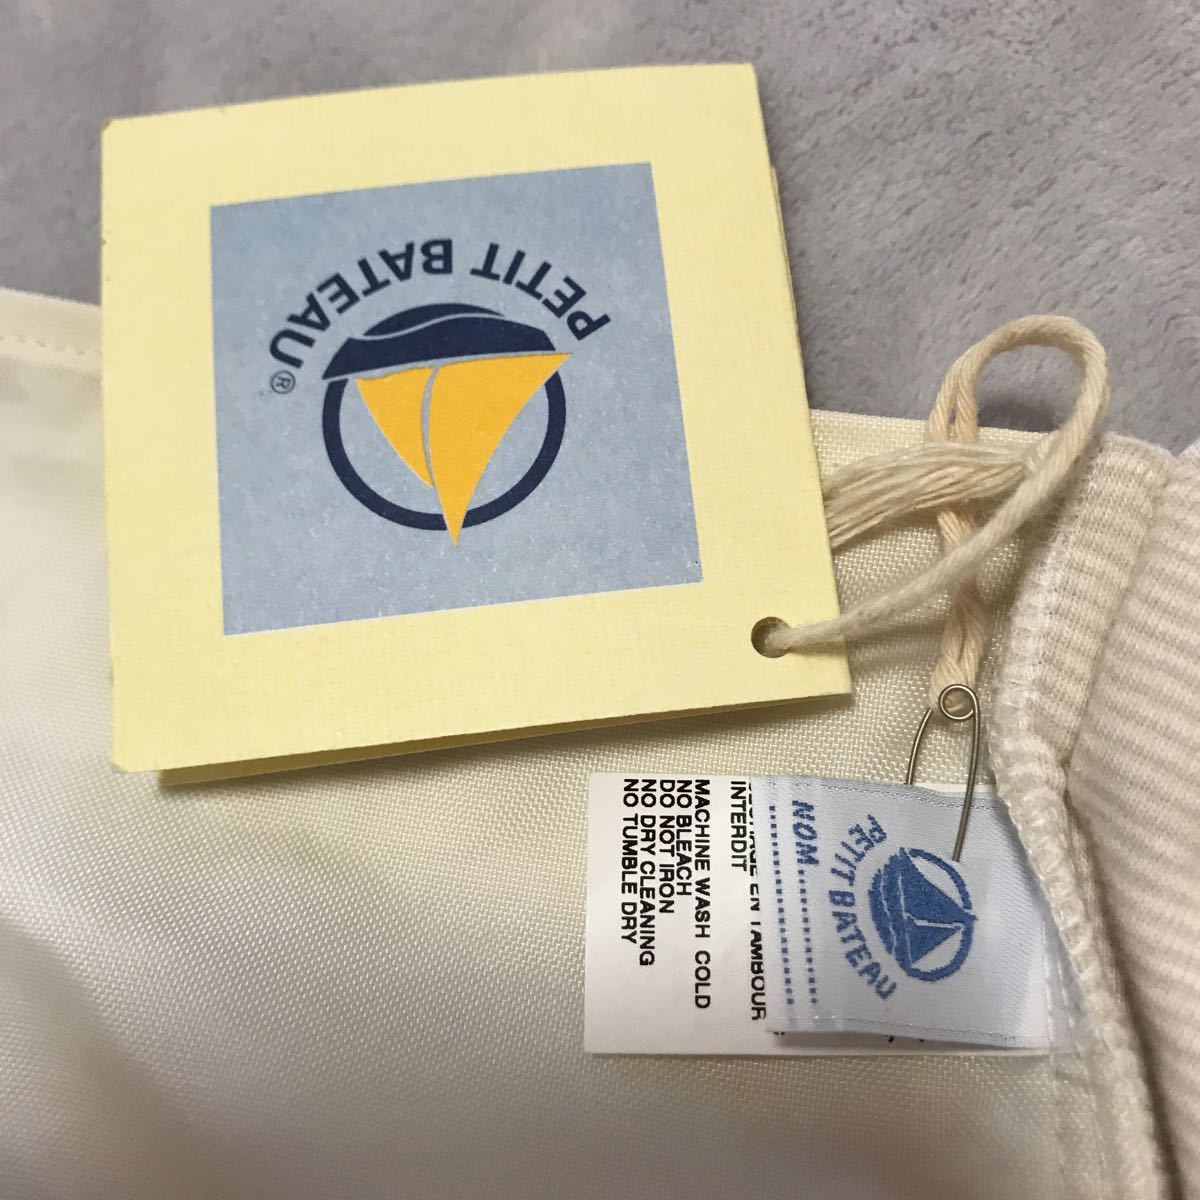 PETIT BATEAU®
EN TAMBOUR
INTERDIT
MACHINE WASH COLD
NO BLEACH
DO NOT IRON
NO DRY CLEANING
NO TUMBLE DRY
PETIT BATEAU
NOM